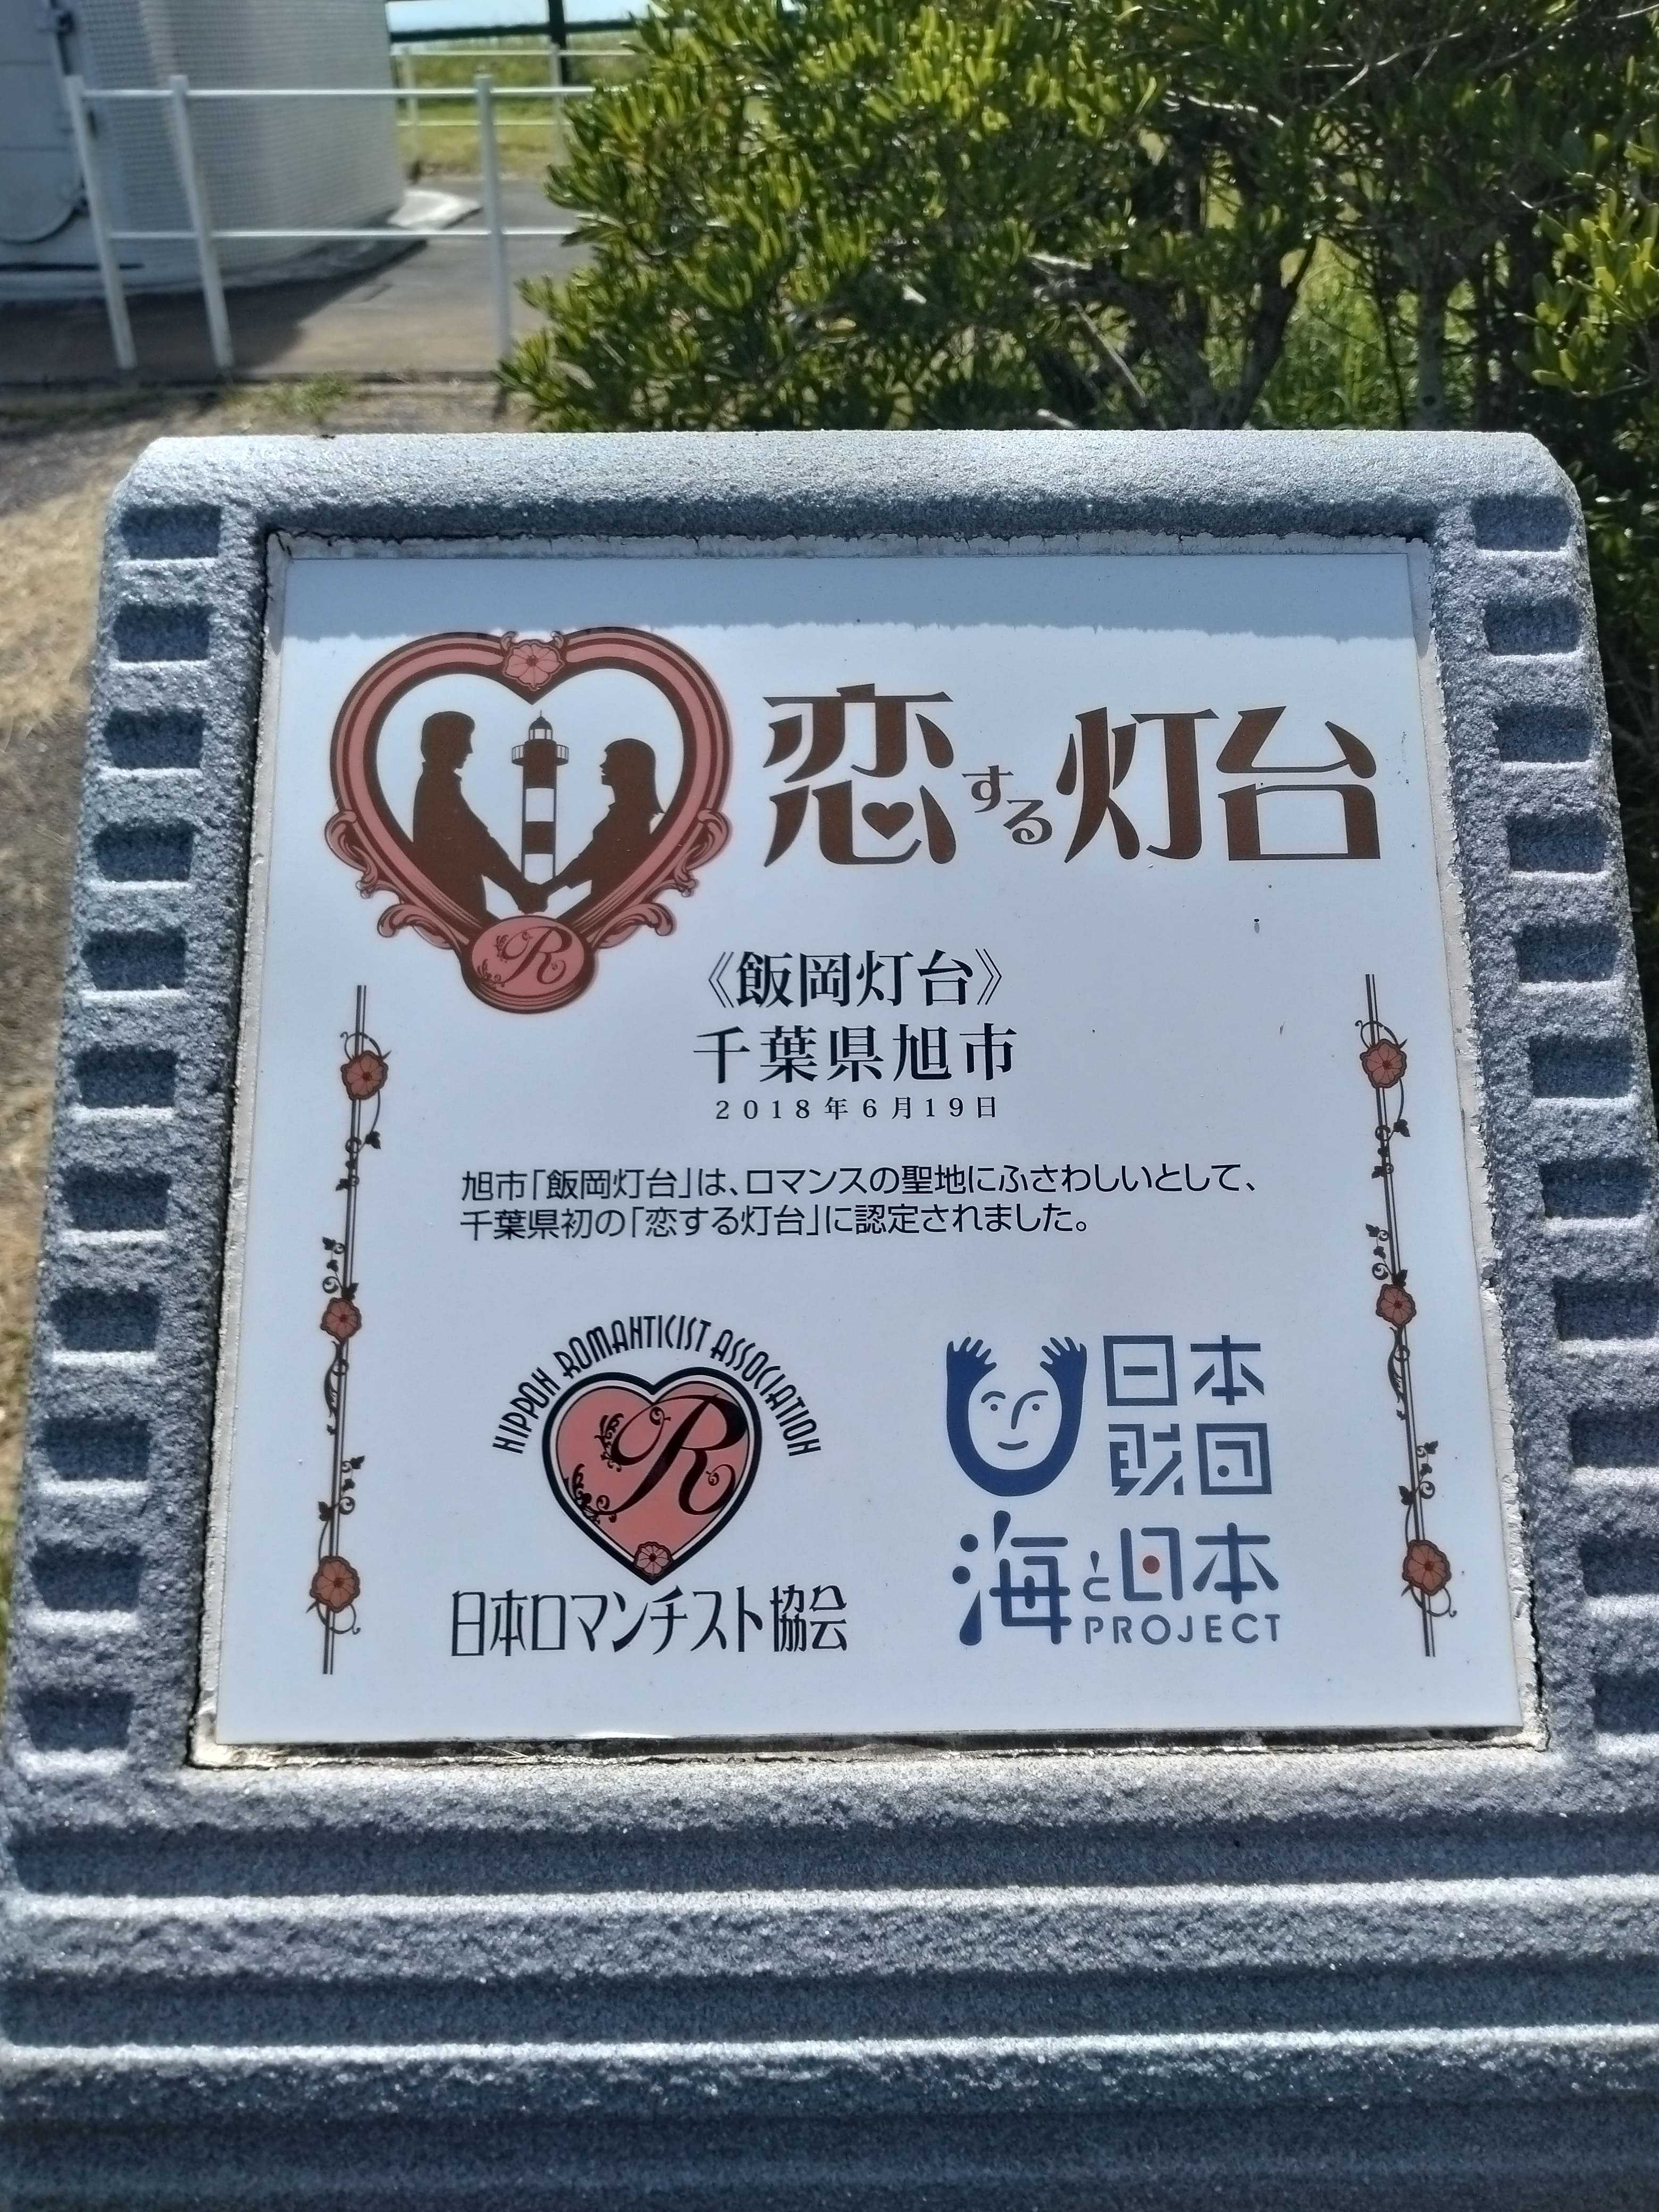 恋する灯台
R
《飯岡灯台》
千葉県旭市
2018年6月19日
旭市「飯岡灯台」は、ロマンスの聖地にふさわしいとして、
千葉県初の「恋する灯台」に認定されました。
NIPPON ROMANTICIST ASSOCIATION
R
日本ロマンチスト協会
日本
財団
海と日本
PROJECT